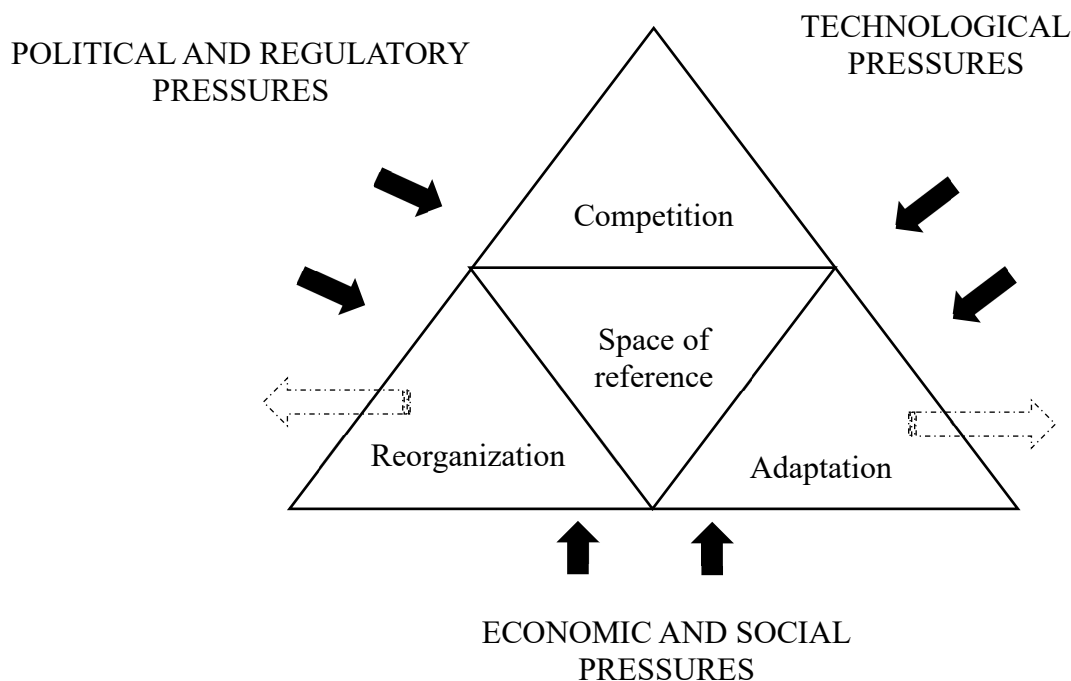 POLITICAL AND REGULATORY
PRESSURES
TECHNOLOGICAL
PRESSURES
Competition
Space of
reference
Reorganization
Adaptation
ECONOMIC AND SOCIAL
PRESSURES